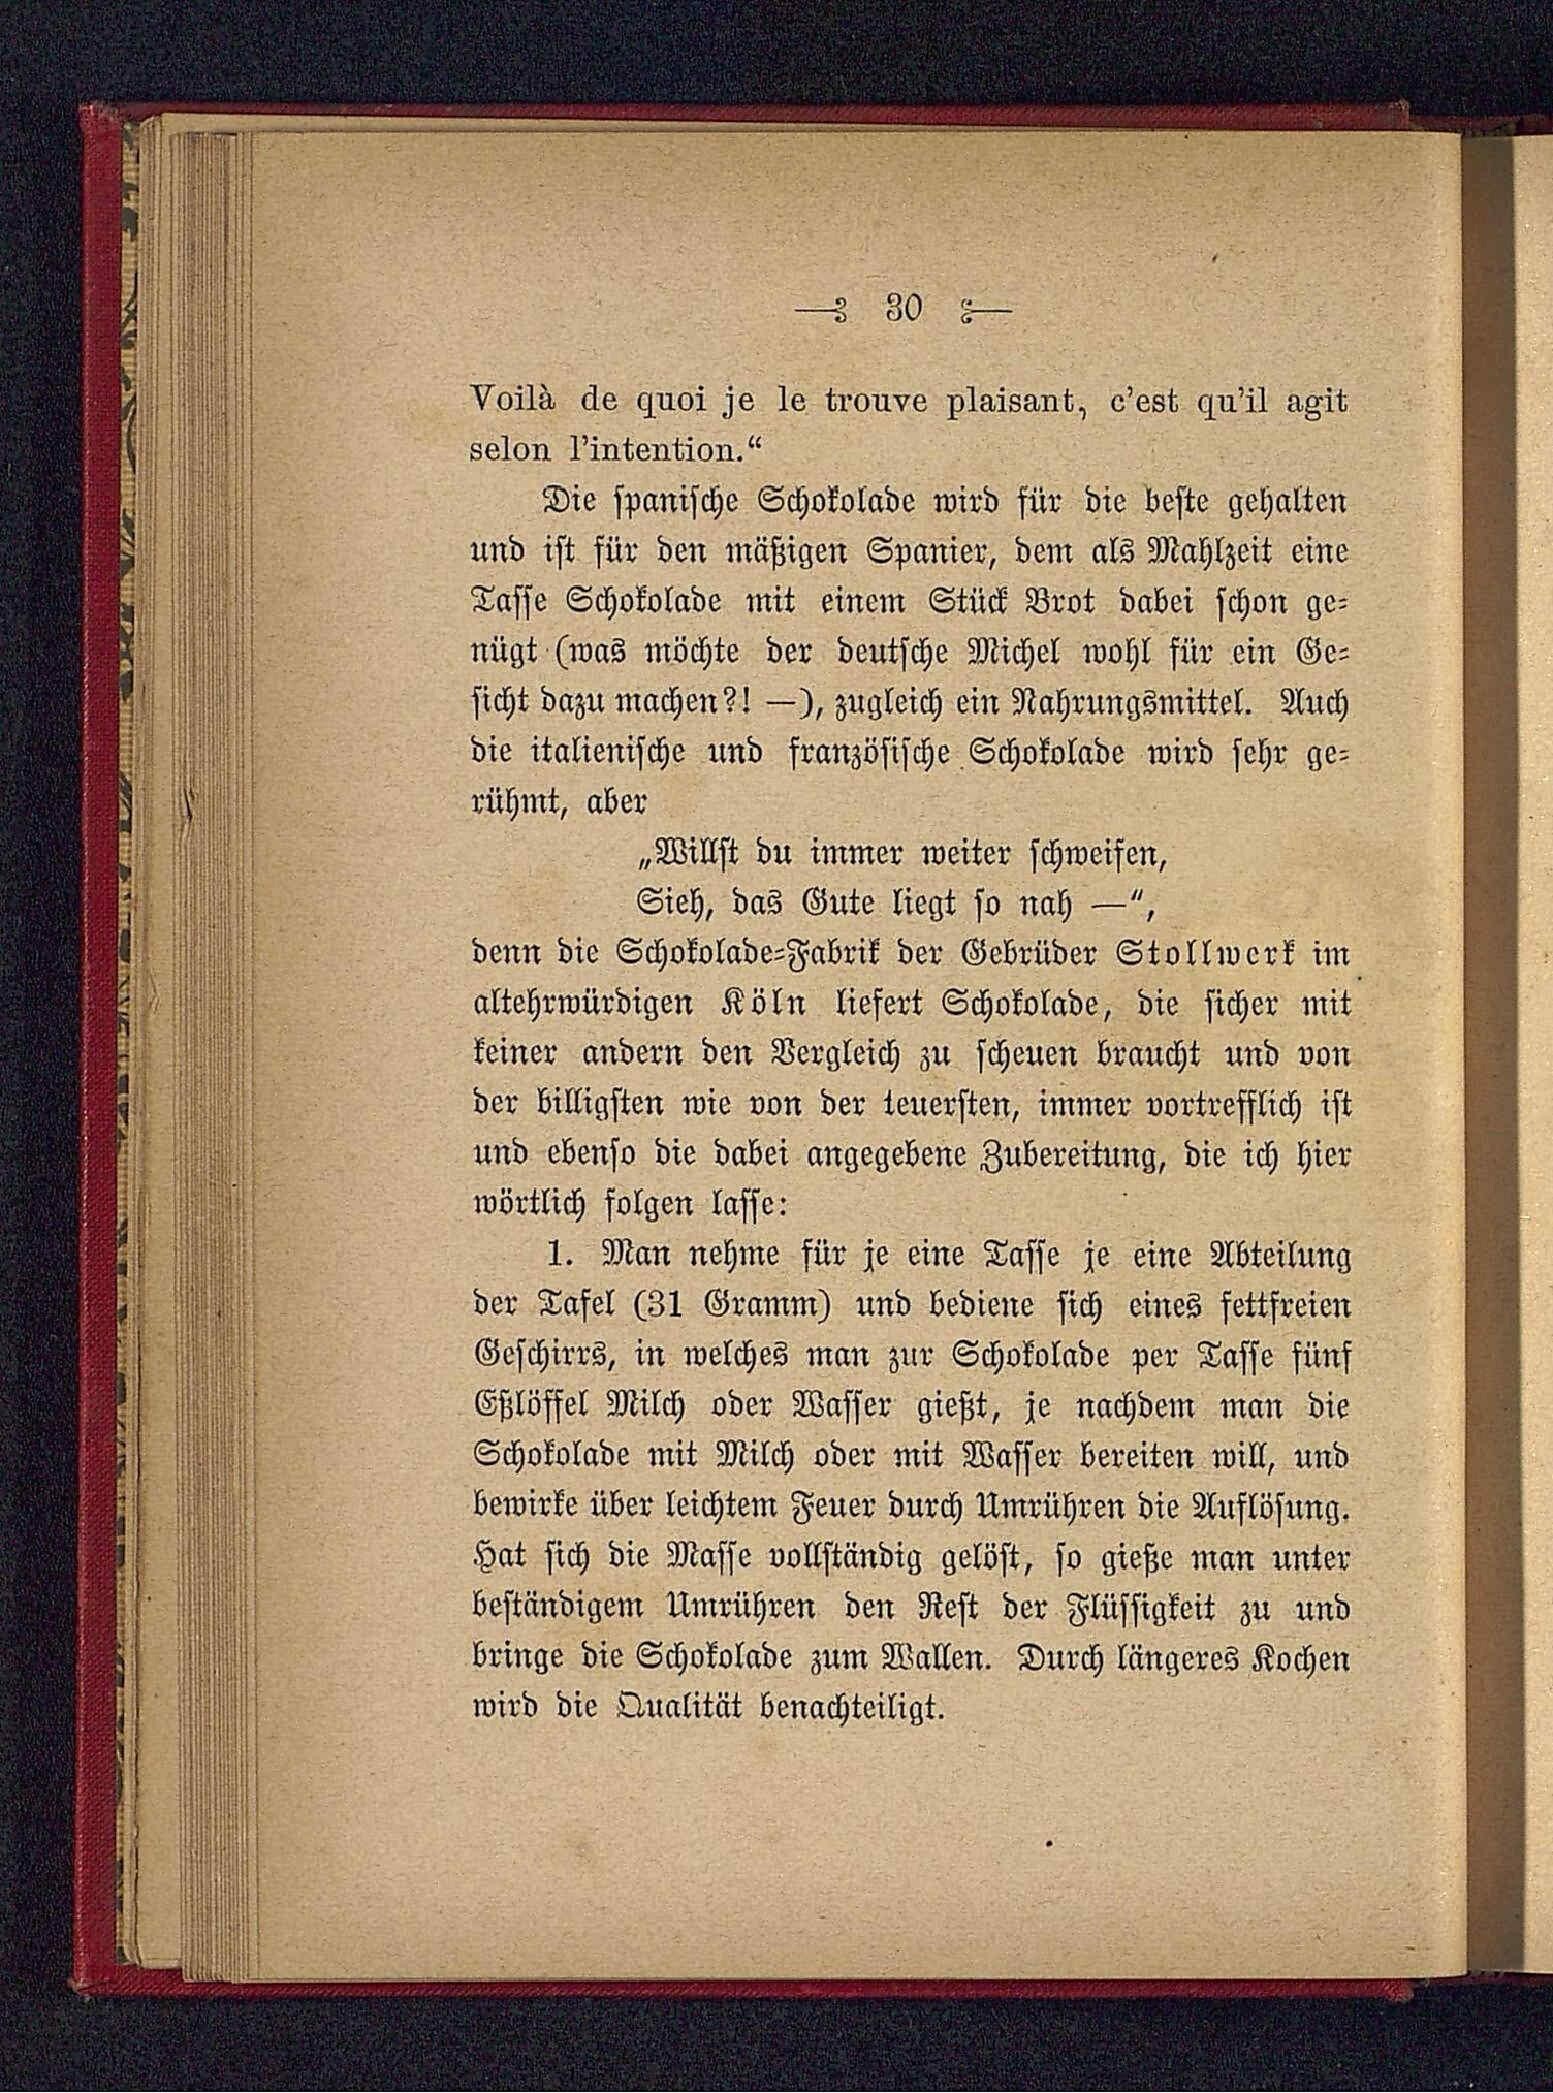 30
Voilà de quoi je le trouve plaisant, c’est qu’il agit
selon l’intention.“
Die spanische Schokolade wird für die beste gehalten
und ist für den mäßigen Spanier, dem als Mahlzeit eine
Tasse Schokolade mit einem Stück Brot dabei schon ge-
nügt (was möchte der deutsche Michel wohl für ein Ge-
sicht dazu machen?! —), zugleich ein Nahrungsmittel. Auch
die italienische und französische Schokolade wird sehr ge-
rühmt, aber
„Willst du immer weiter schweifen,
Sieh, das Gute liegt so nah —“,
denn die Schokolade-Fabrik der Gebrüder Stollwerk im
altehrwürdigen Köln liefert Schokolade, die sicher mit
keiner andern den Vergleich zu scheuen braucht und von
der billigsten wie von der teuersten, immer vortrefflich ist
und ebenso die dabei angegebene Zubereitung, die ich hier
wörtlich folgen lasse:
1. Man nehme für je eine Tasse je eine Abteilung
der Tafel (31 Gramm) und bediene sich eines fettfreien
Geschirrs, in welches man zur Schokolade per Tasse fünf
Eßlöffel Milch oder Wasser gießt, je nachdem man die
Schokolade mit Milch oder mit Wasser bereiten will, und
bewirke über leichtem Feuer durch Umrühren die Auflösung.
Hat sich die Masse vollständig gelöst, so gieße man unter
beständigem Umrühren den Rest der Flüssigkeit zu und
bringe die Schokolade zum Wallen. Durch längeres Kochen
wird die Qualität benachteiligt.